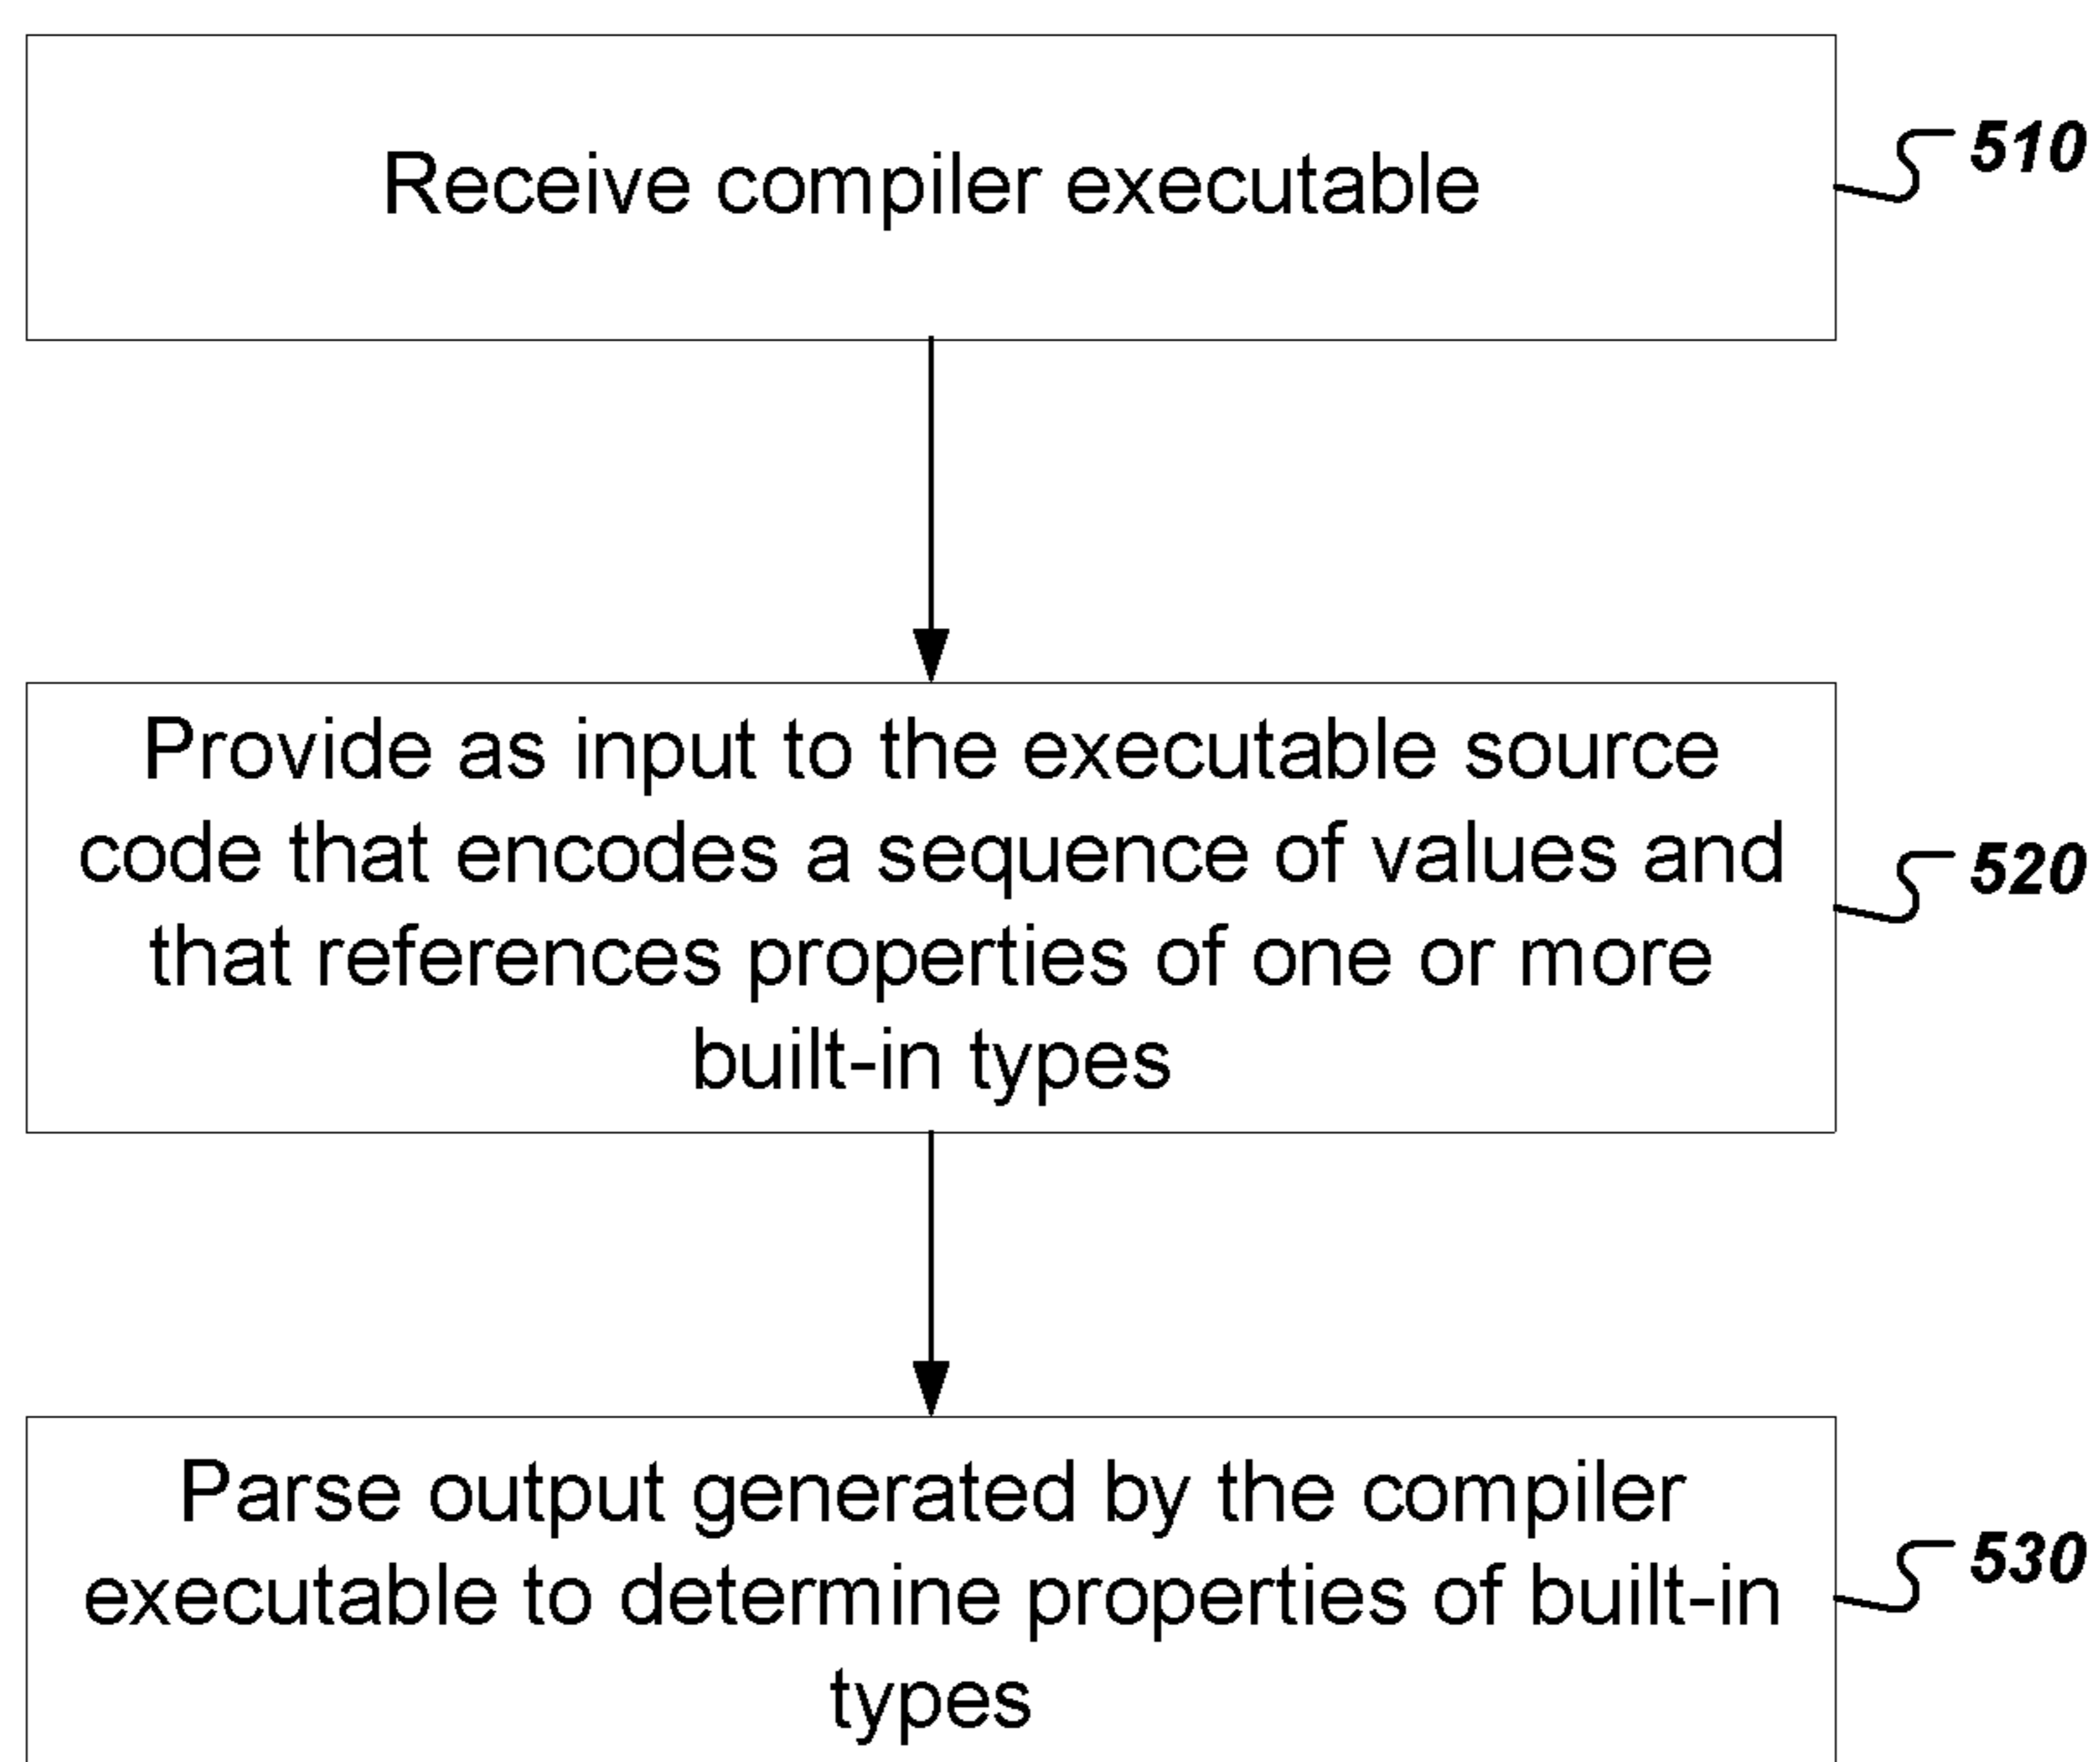 Receive compiler executable
510
Provide as input to the executable source
code that encodes a sequence of values and
that references properties of one or more
built-in types
520
Parse output generated by the compiler
executable to determine properties of built-in
types
530